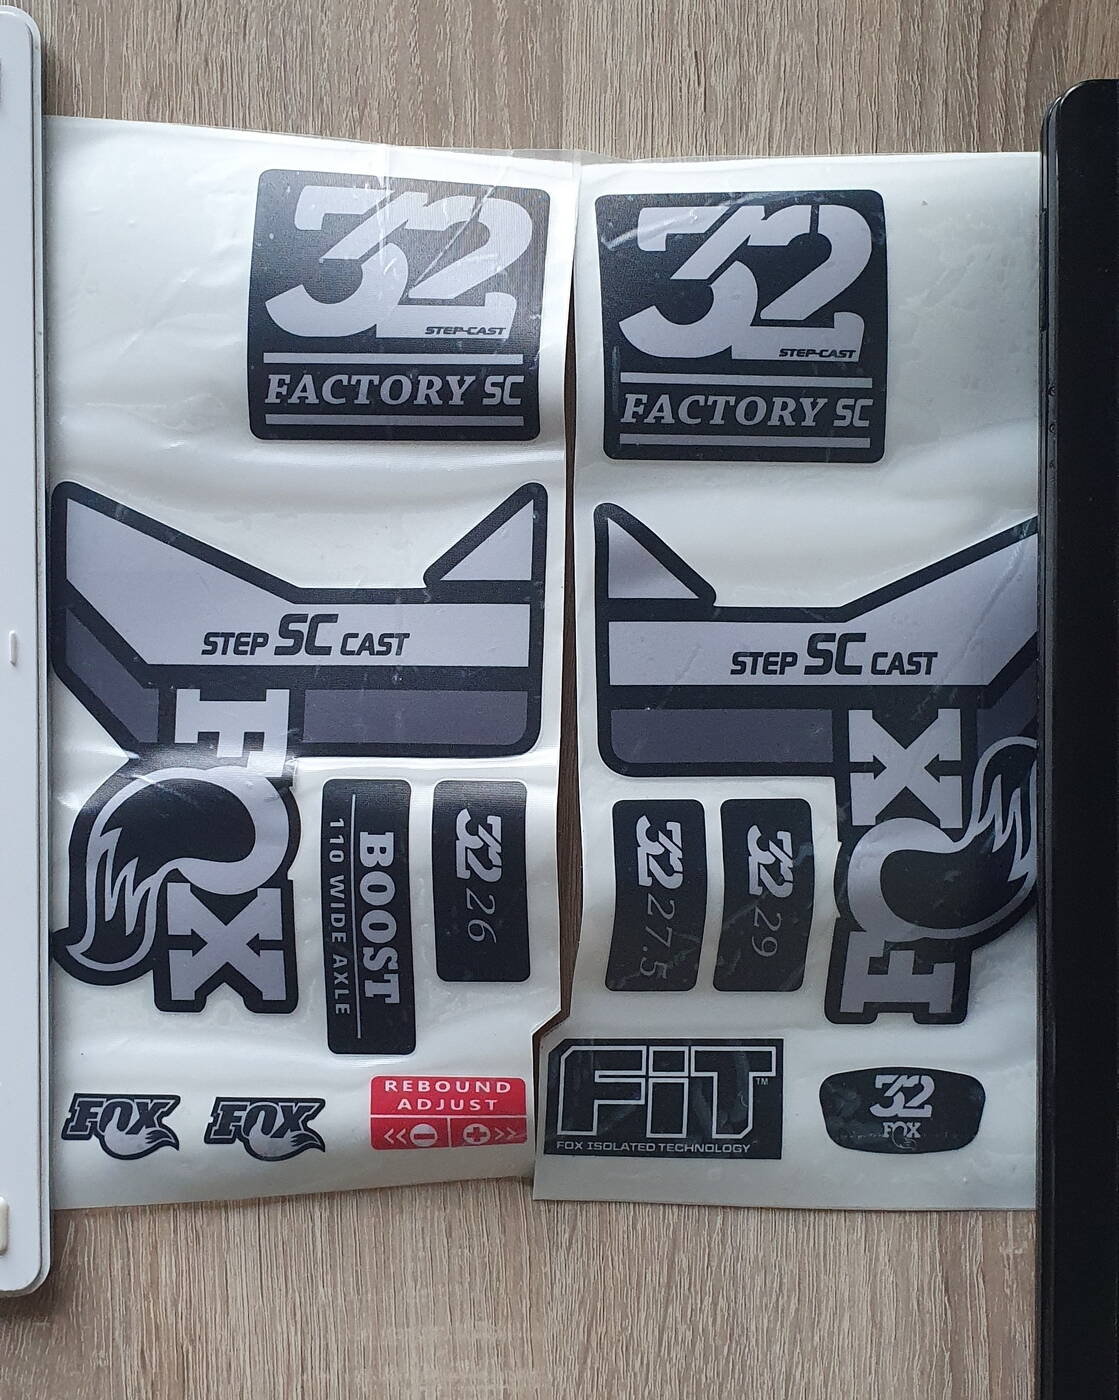 32
STEP-CAST
FACTORY SC
32
STEP-CAST
FACTORY SC
STEP SC CAST
FOX
STEP SC CAST
FOX
BOOST
110 WIDE AXLE
32 26
32 27.5
32 29
FOX
FOX
REBOUND
ADJUST
<<⊖ ⊕>>
FiT™
FOX ISOLATED TECHNOLOGY
32
FOX